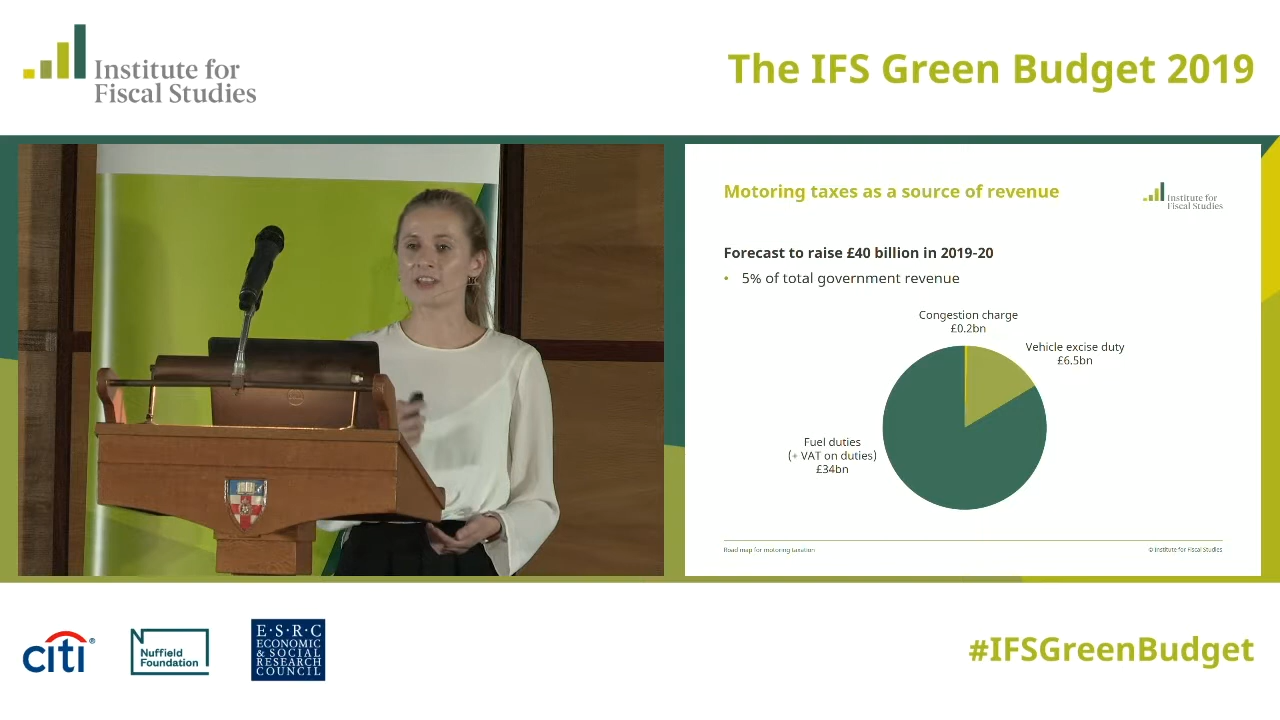 Institute for
Fiscal Studies
The IFS Green Budget 2019
Motoring taxes as a source of revenue
Institute for
Fiscal Studies
Forecast to raise £40 billion in 2019-20
• 5% of total government revenue
Congestion charge
£0.2bn
Vehicle excise duty
£6.5bn
Fuel duties
(+ VAT on duties)
£34bn
Road map for motoring taxation
© Institute for Fiscal Studies
citi®
Nuffield
Foundation
E·S·R·C
ECONOMIC
& SOCIAL
RESEARCH
COUNCIL
#IFSGreenBudget